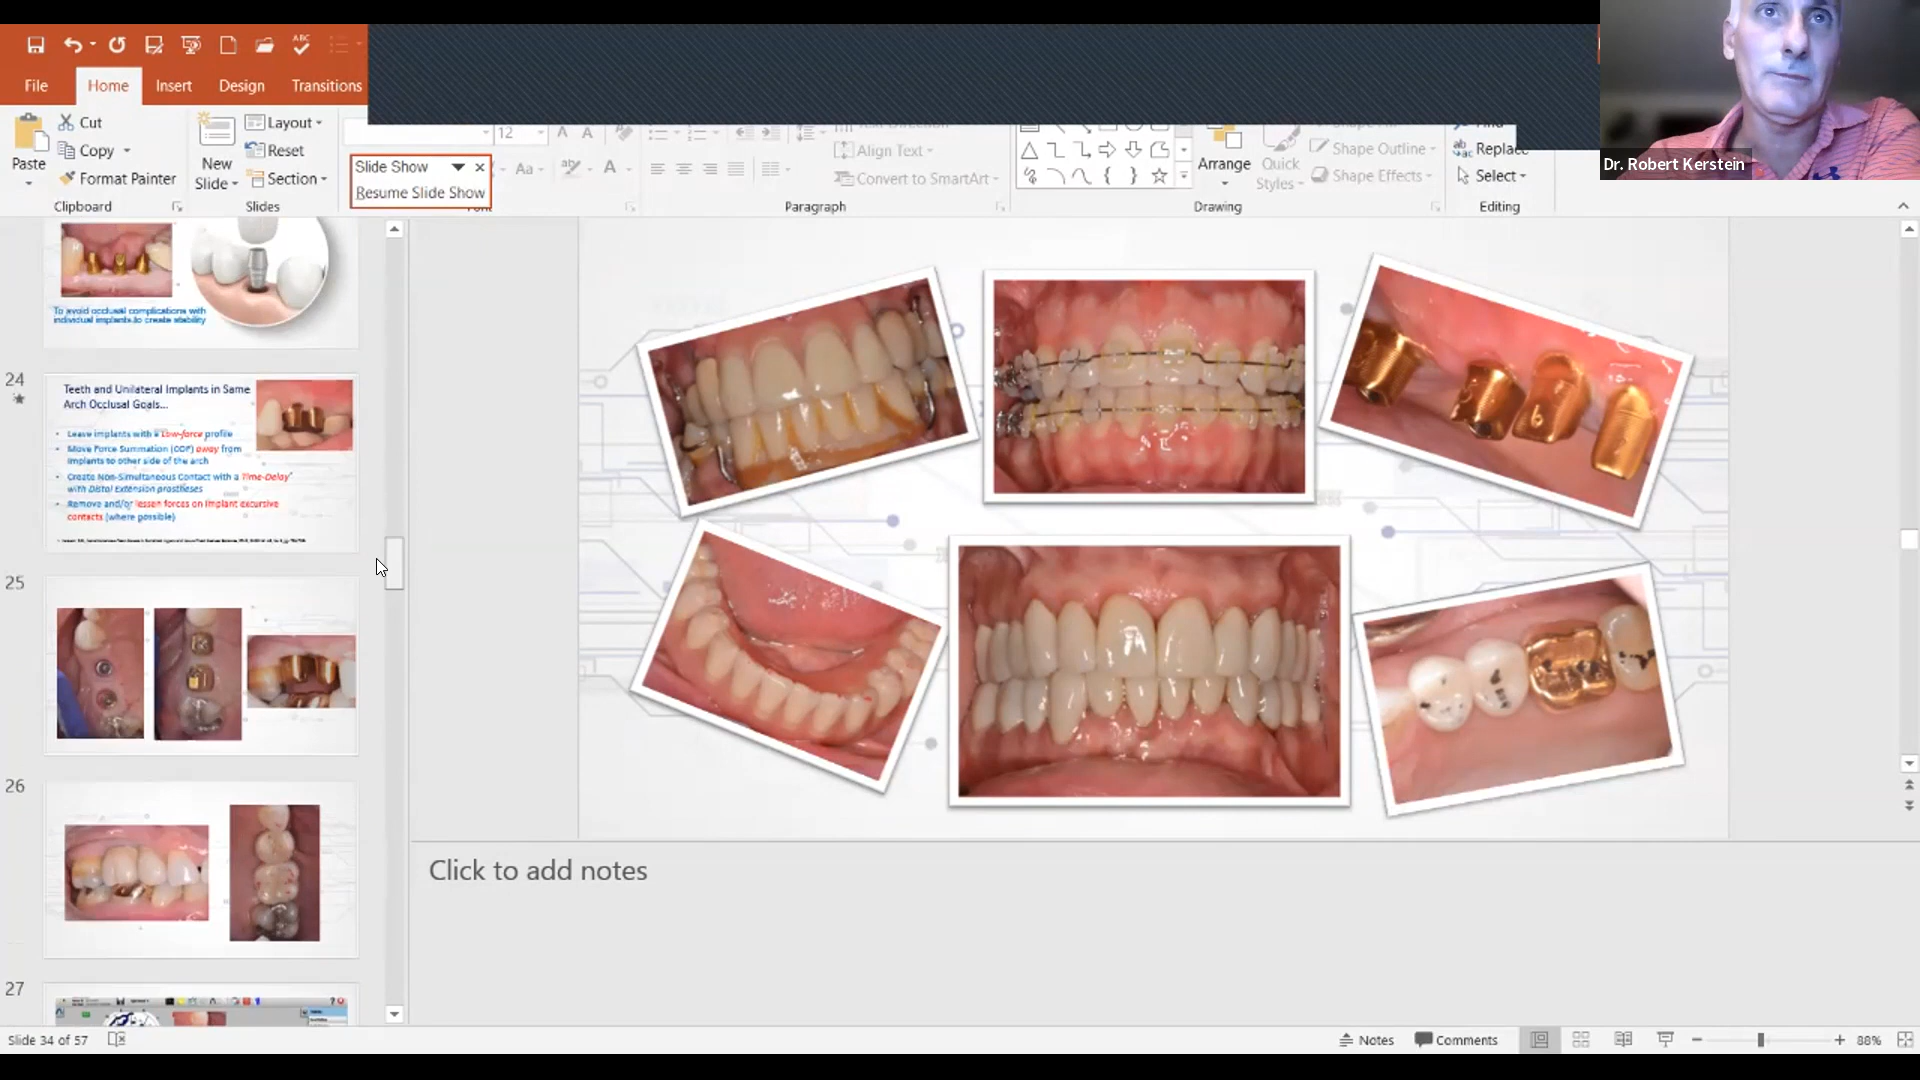 File
Home
Insert
Design
Transitions
Paste
Cut
Copy
Format Painter
Clipboard
New
Slide
Layout
Reset
Section
Slides
Slide Show
Resume Slide Show
12
Aa
A
Align Text
Convert to SmartArt
Paragraph
Arrange
Quick
Styles
Shape Outline
Shape Effects
Drawing
Replace
Select
Editing
Dr. Robert Kerstein
To avoid occlusal complications with
individual implants to create stability
24
Teeth and Unilateral Implants in Same
Arch Occlusal Goals...
• Leave implants with a Low-force profile
• Move Force Summation (COF) away from
implants to other side of the arch
• Create Non-Simultaneous Contact with a "Time-Delay"
with Distal Extension prostheses
• Remove and/or lessen forces on implant excursive
contacts (where possible)
25
26
27
Click to add notes
Slide 34 of 57
Notes
Comments
88%